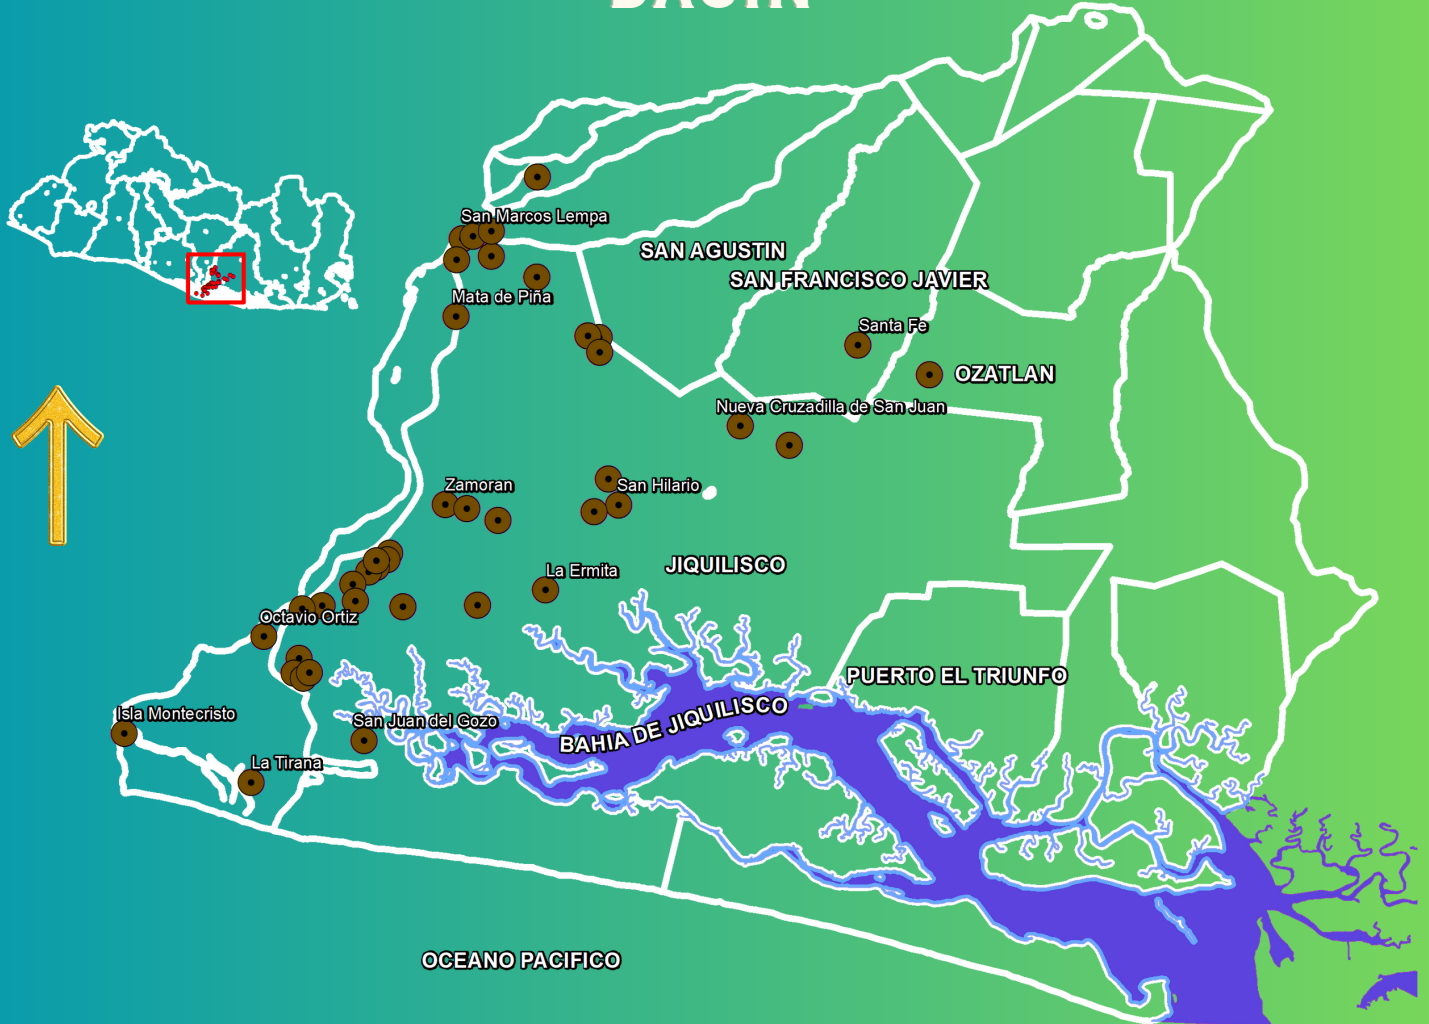 BASIN
San Marcos Lempa
SAN AGUSTIN
SAN FRANCISCO JAVIER
Mata de Piña
Santa Fe
OZATLAN
Nueva Cruzadilla de San Juan
Zamoran
San Hilario
JIQUILISCO
La Ermita
Octavio Ortiz
PUERTO EL TRIUNFO
Isla Montecristo
San Juan del Gozo
BAHIA DE JIQUILISCO
La Tirana
OCEANO PACIFICO